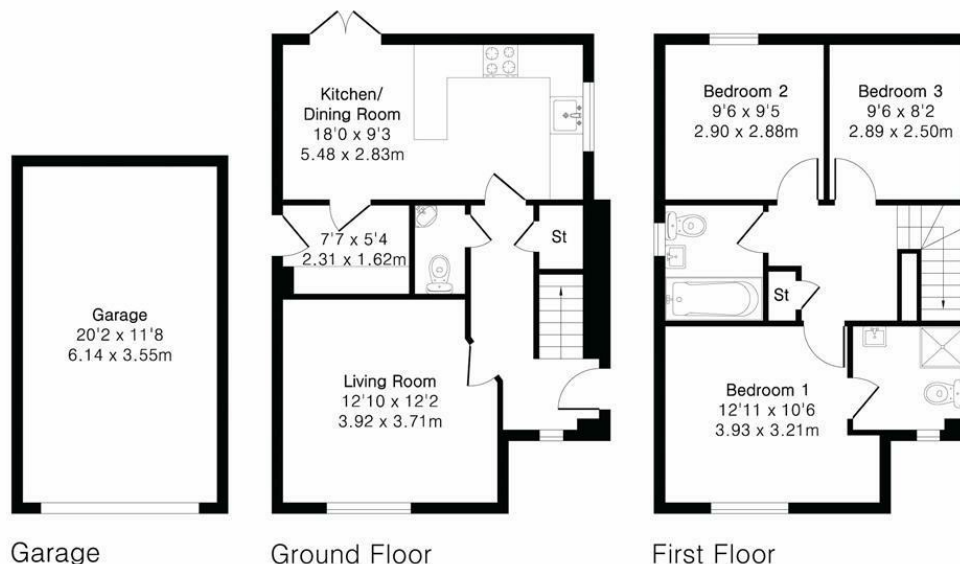 Kitchen/
Dining Room
18'0 x 9'3
5.48 x 2.83m
Bedroom 2
9'6 x 9'5
2.90 x 2.88m
Bedroom 3
9'6 x 8'2
2.89 x 2.50m
7'7 x 5'4
2.31 x 1.62m
St
St
Garage
20'2 x 11'8
6.14 x 3.55m
Living Room
12'10 x 12'2
3.92 x 3.71m
Bedroom 1
12'11 x 10'6
3.93 x 3.21m
Garage
Ground Floor
First Floor